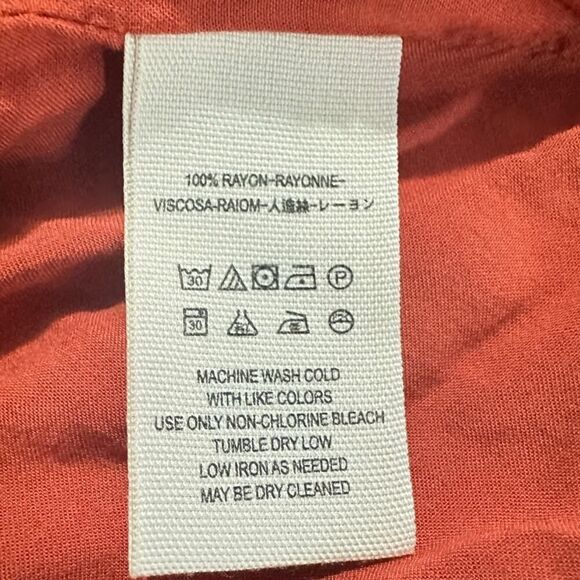 100% RAYON-RAYONNE-
VISCOSA-RAIOM-人造絲-レーヨン
30 P
30
MACHINE WASH COLD
WITH LIKE COLORS
USE ONLY NON-CHLORINE BLEACH
TUMBLE DRY LOW
LOW IRON AS NEEDED
MAY BE DRY CLEANED